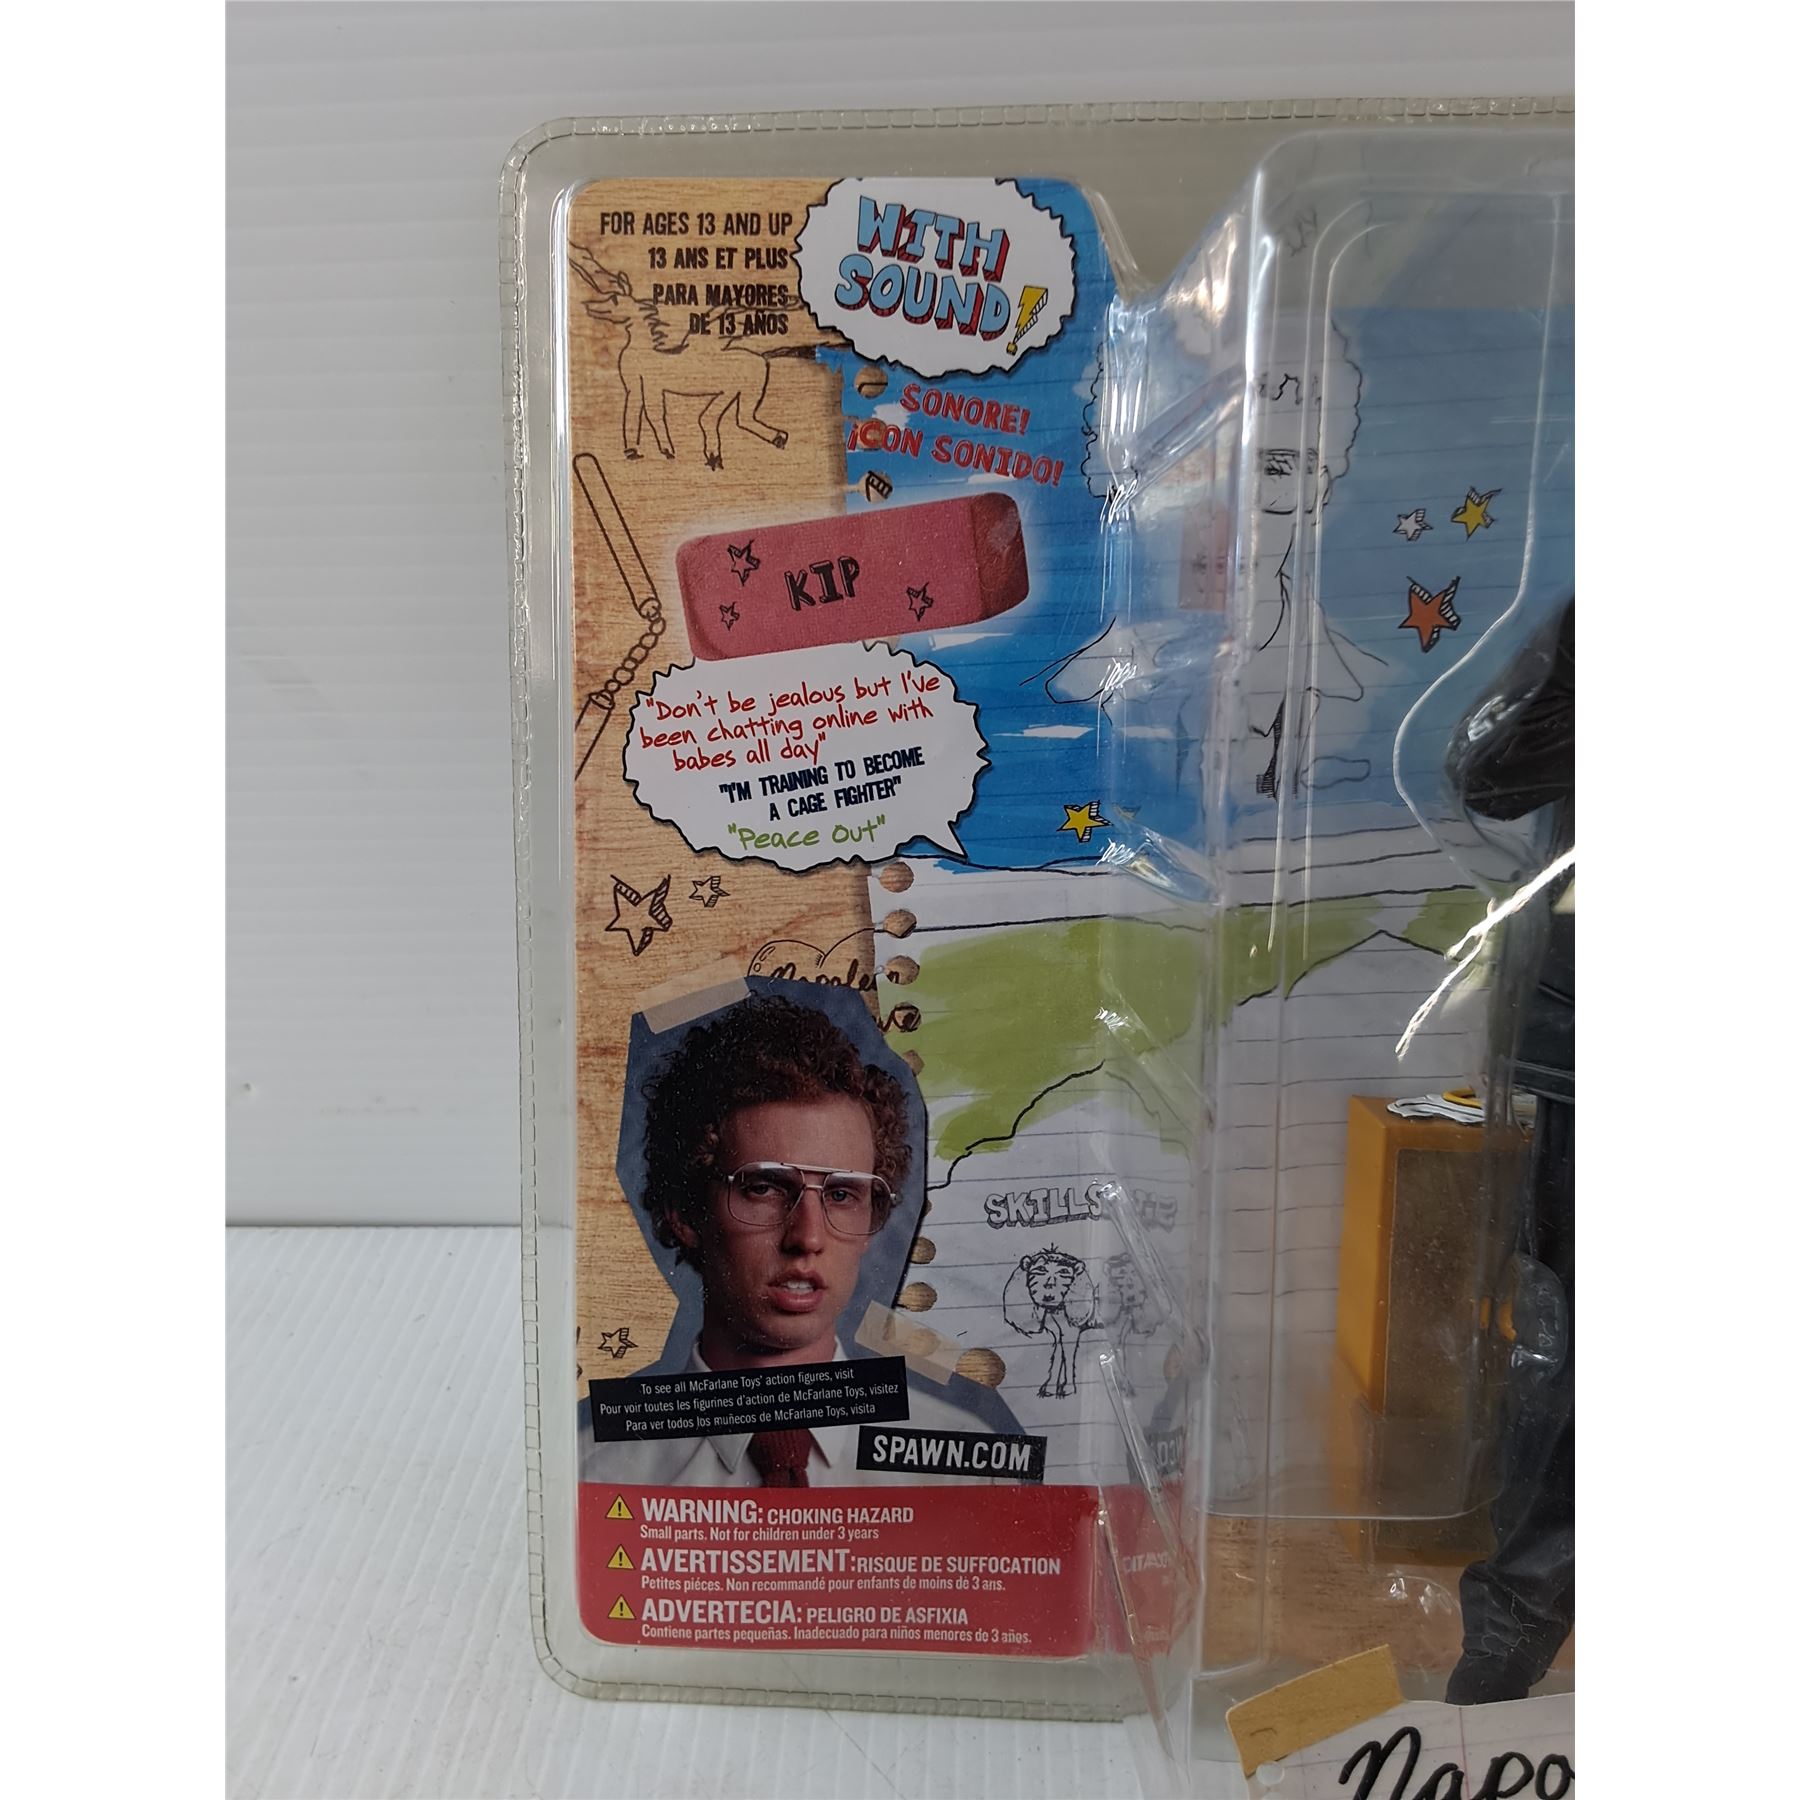 FOR AGES 13 AND UP
13 ANS ET PLUS
PARA MAYORES
DE 13 AÑOS
WITH
SOUND!
SONORE!
¡CON SONIDO!
KIP
"Don't be jealous but I've
been chatting online with
babes all day"
"I'M TRAINING TO BECOME
A CAGE FIGHTER"
"Peace Out"
Napoleon
SKILLS
To see all McFarlane Toys' action figures, visit
Pour voir toutes les figurines d'action de McFarlane Toys, visitez
Para ver todos los muñecos de McFarlane Toys, visita
SPAWN.COM
WARNING: CHOKING HAZARD
Small parts. Not for children under 3 years
AVERTISSEMENT: RISQUE DE SUFFOCATION
Petites piéces. Non recommandé pour enfants de moins de 3 ans.
ADVERTECIA: PELIGRO DE ASFIXIA
Contiene partes pequeñas. Inadecuado para niños menores de 3 años.
Napo